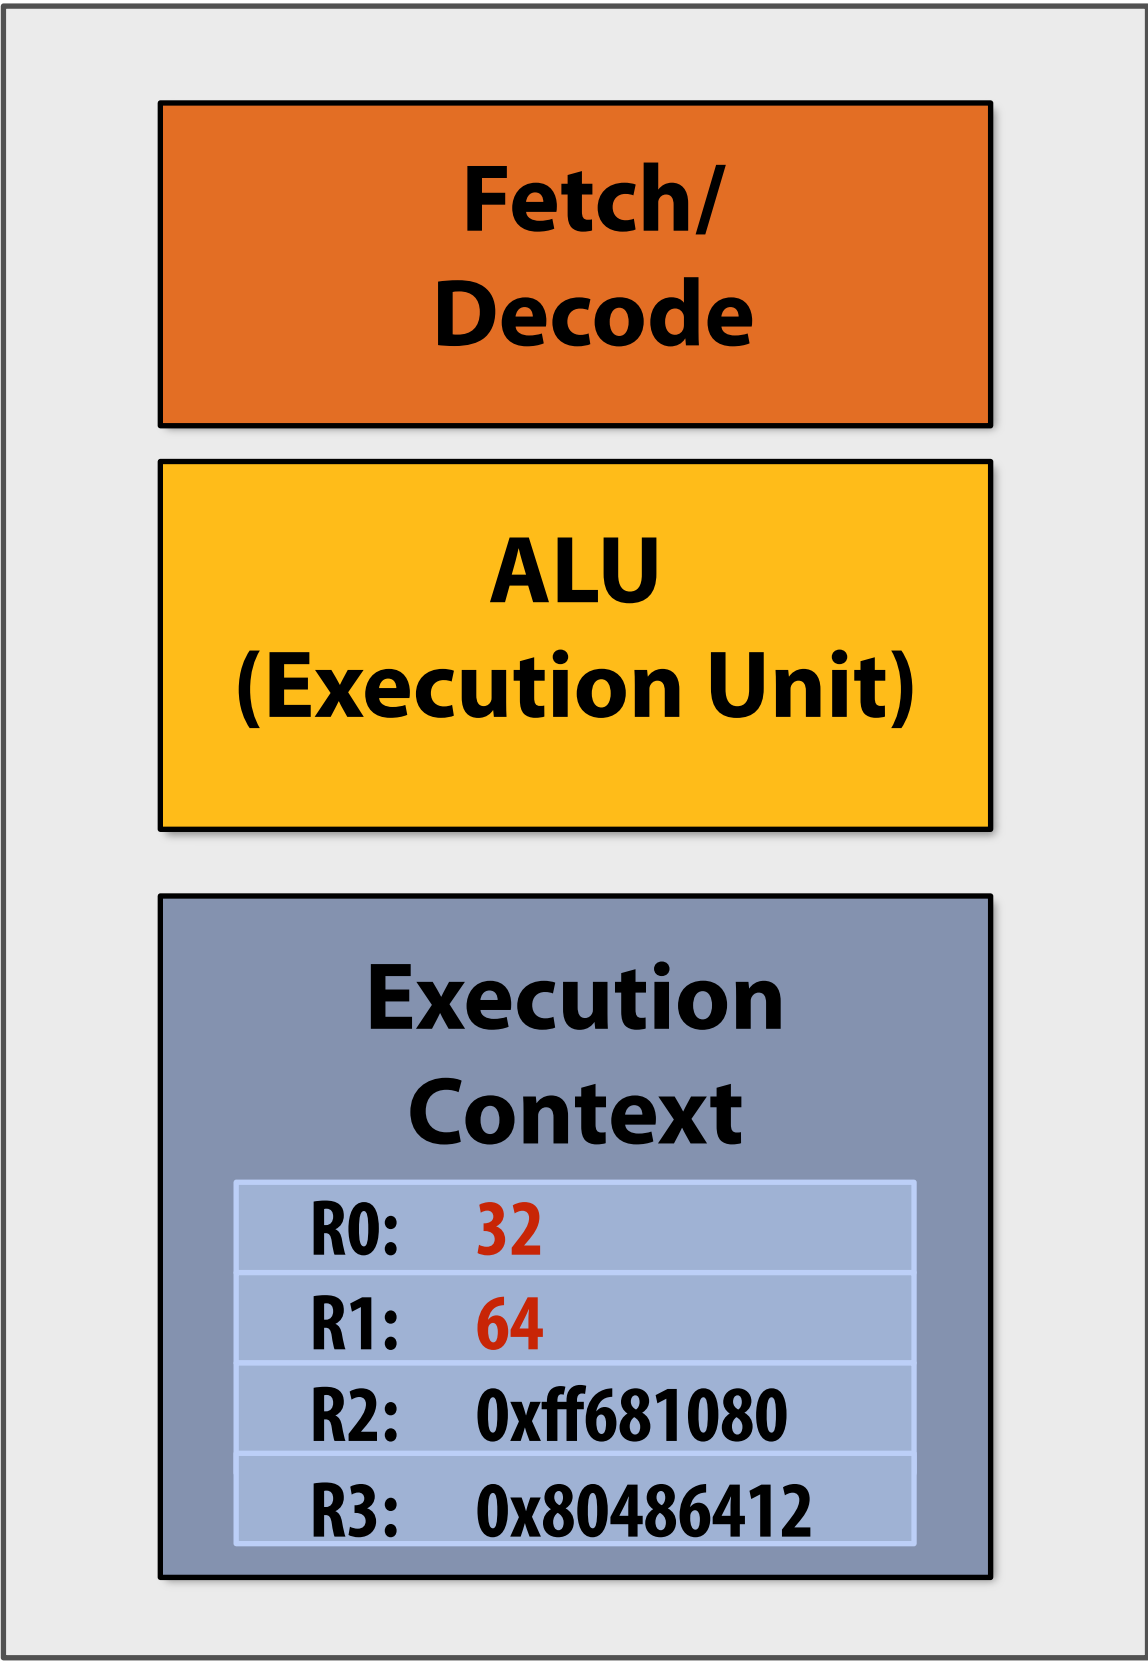 Fetch/
Decode
ALU
(Execution Unit)
Execution
Context
R0: 32
R1: 64
R2: 0xff681080
R3: 0x80486412